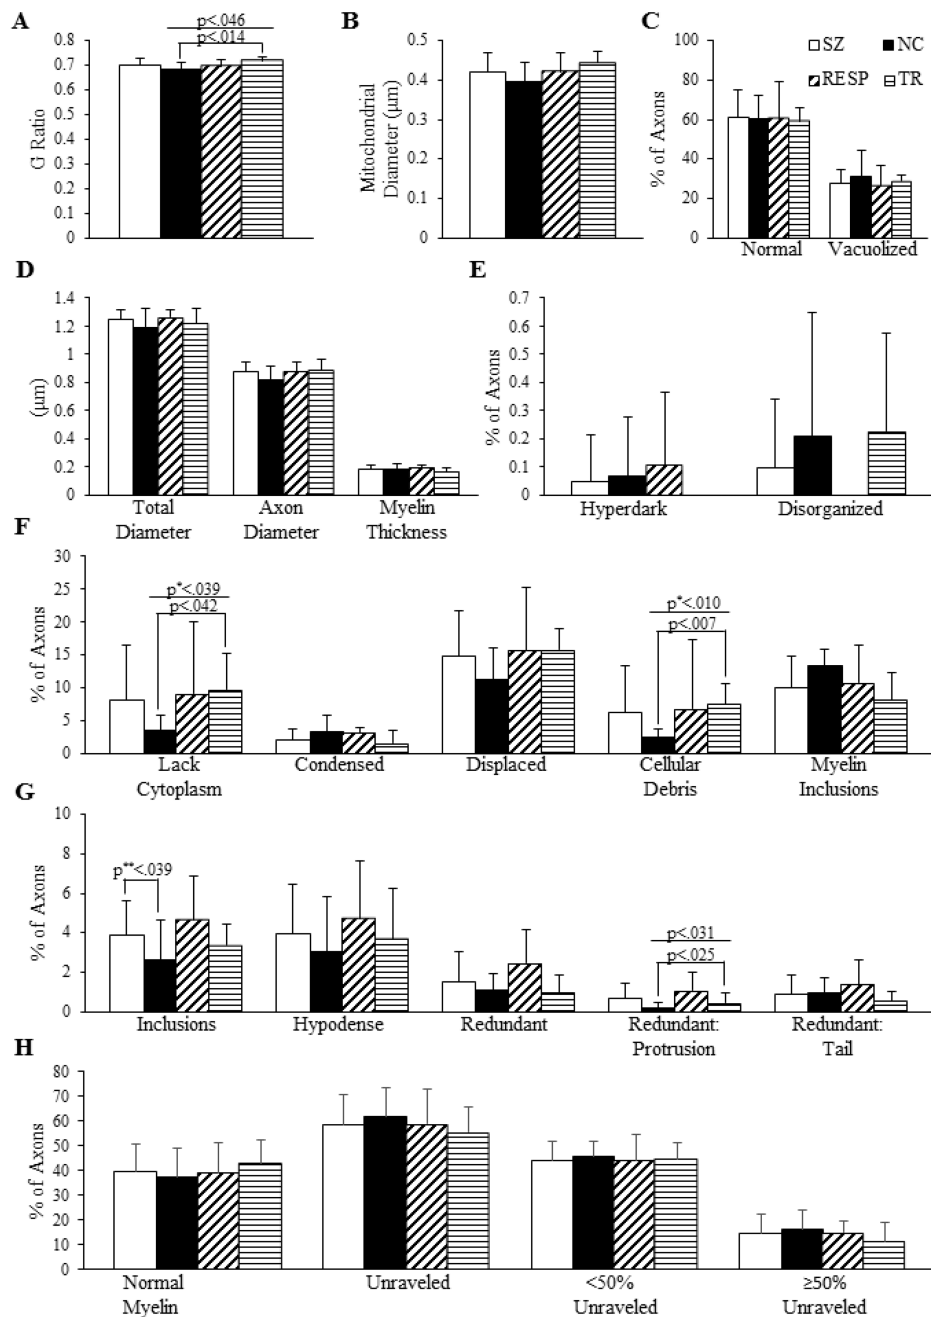 A
p<.046
p<.014
G Ratio
0.8
0.7
0.6
0.5
0.4
0.3
0.2
0.1
0
B
Mitochondrial
Diameter (μm)
0.5
0.4
0.3
0.2
0.1
0
C
% of Axons
100
80
60
40
20
0
SZ NC
RESP TR
Normal Vacuolized
D
(μm)
1.4
1.2
1
0.8
0.6
0.4
0.2
0
Total Axon Myelin
Diameter Diameter Thickness
E
% of Axons
0.7
0.6
0.5
0.4
0.3
0.2
0.1
0
Hyperdark Disorganized
F
% of Axons
30
25
20
15
10
5
0
p*<.039
p<.042
p*<.010
p<.007
Lack Condensed Displaced Cellular Myelin
Cytoplasm Debris Inclusions
G
% of Axons
10
8
6
4
2
0
p**<.039
p<.031
p<.025
Inclusions Hypodense Redundant Redundant: Redundant:
Protrusion Tail
H
% of Axons
80
70
60
50
40
30
20
10
0
Normal Unraveled <50% ≥50%
Myelin Unraveled Unraveled